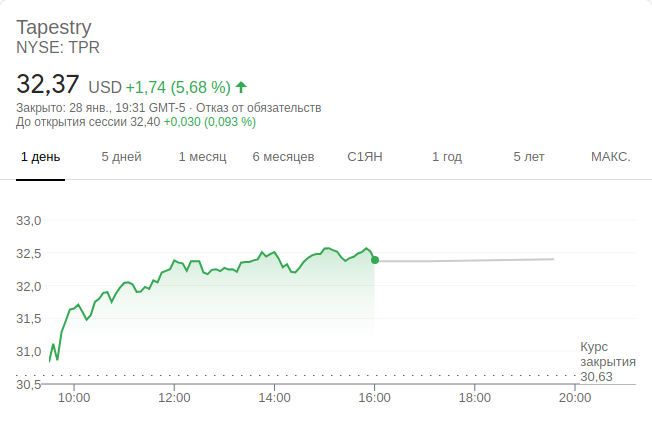 Tapestry
NYSE: TPR
32,37 USD +1,74 (5,68 %)
Закрыто: 28 янв., 19:31 GMT-5 · Отказ от обязательств
До открытия сессии 32,40 +0,030 (0,093 %)
1 день 5 дней 1 месяц 6 месяцев С1ЯН 1 год 5 лет МАКС.
33,0
32,5
32,0
31,5
31,0
Курс
закрытия
30,63
30,5
10:00 12:00 14:00 16:00 18:00 20:00